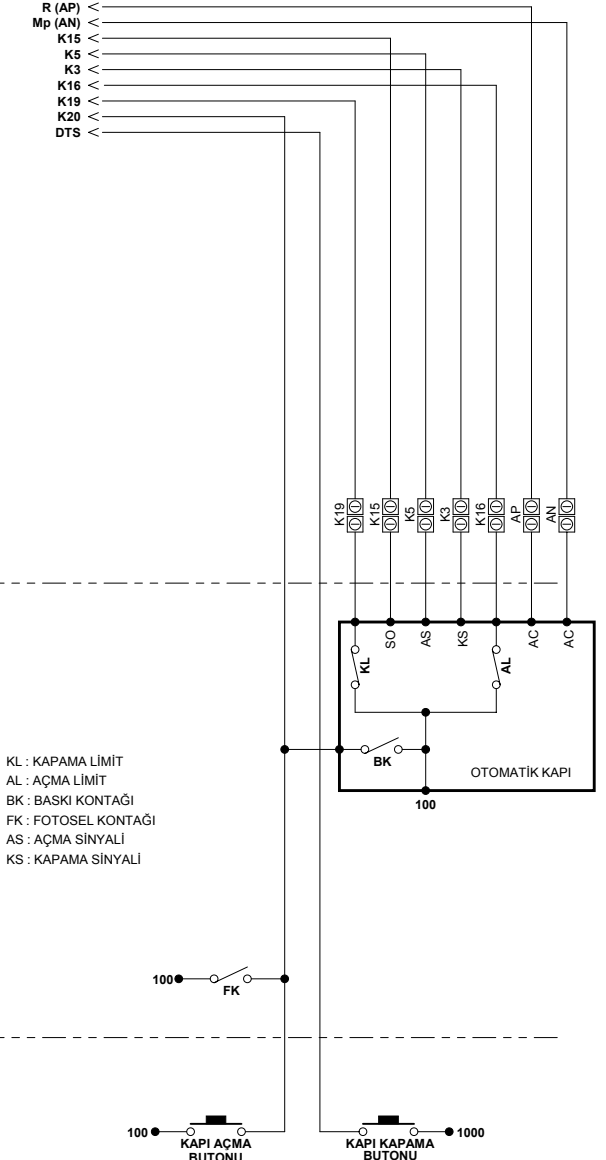 R (AP) <
Mp (AN) <
K15 <
K5 <
K3 <
K16 <
K19 <
K20 <
DTS <
K19
K15
K5
K3
K16
AP
AN
SO
AS
KS
AC
AC
KL
AL
BK
OTOMATİK KAPI
100
KL : KAPAMA LİMİT
AL : AÇMA LİMİT
BK : BASKI KONTAĞI
FK : FOTOSEL KONTAĞI
AS : AÇMA SİNYALİ
KS : KAPAMA SİNYALİ
100
FK
100
KAPI AÇMA
BUTONU
KAPI KAPAMA
BUTONU
1000